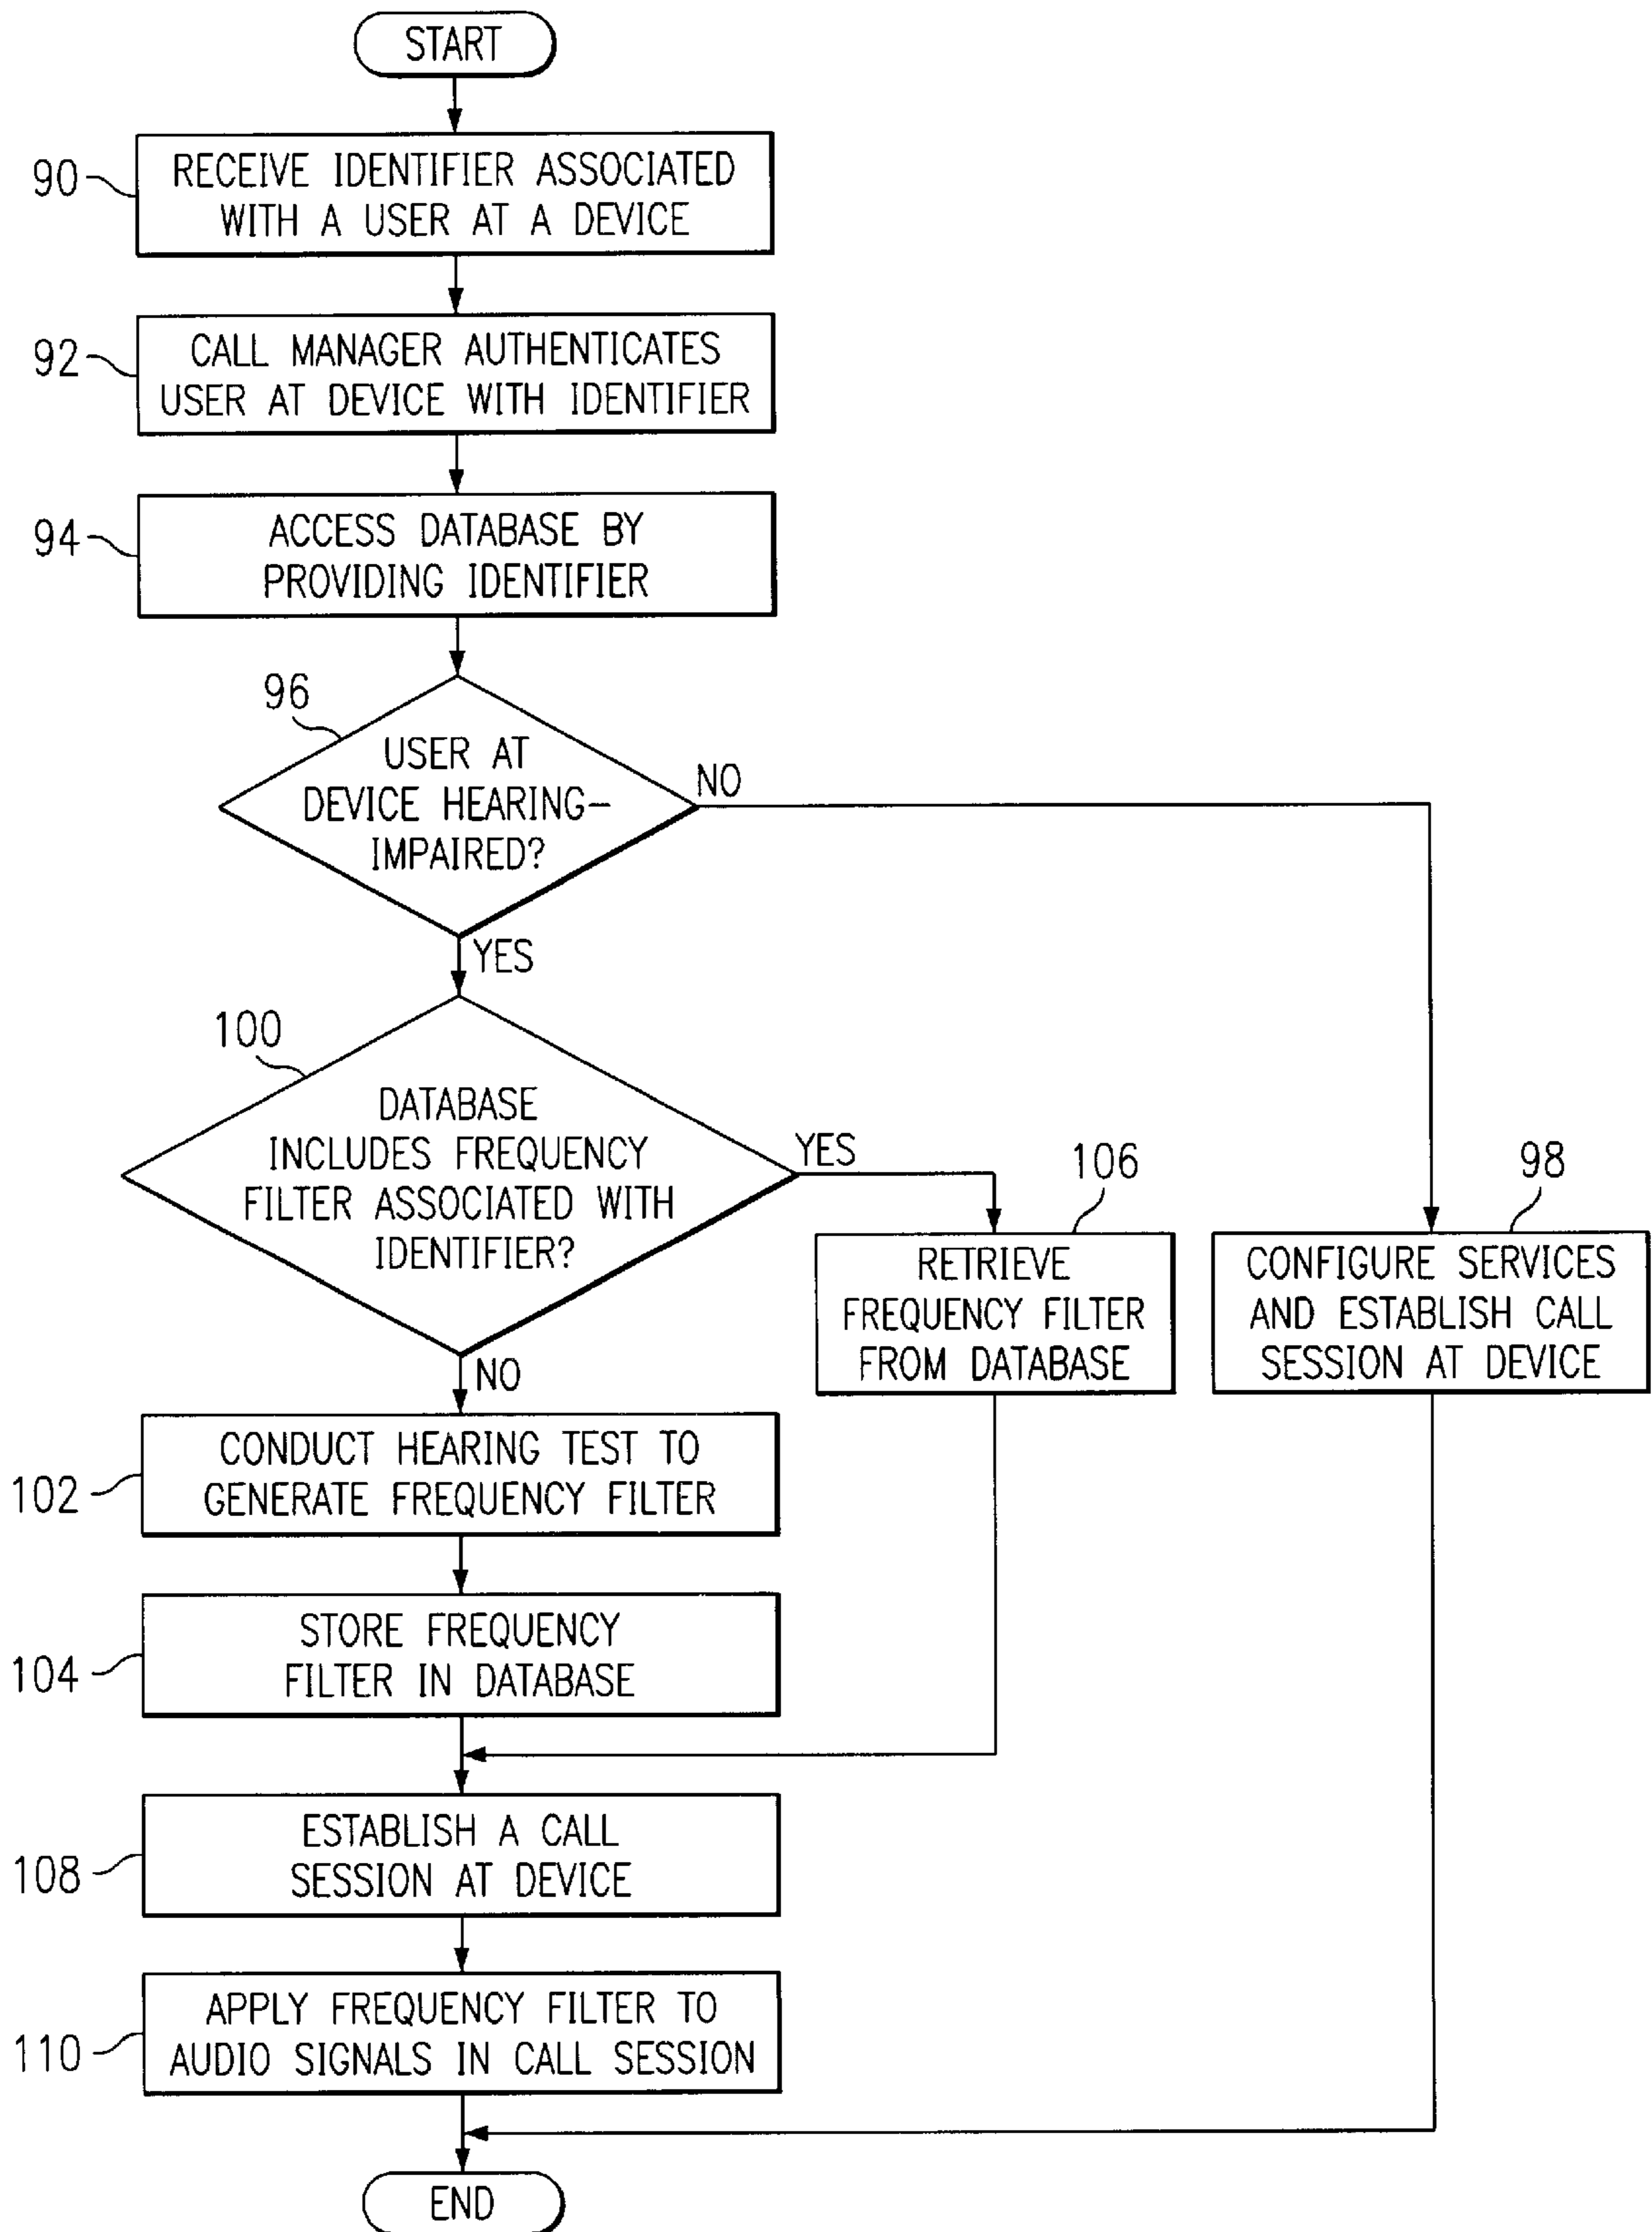 START
90
RECEIVE IDENTIFIER ASSOCIATED
WITH A USER AT A DEVICE
92
CALL MANAGER AUTHENTICATES
USER AT DEVICE WITH IDENTIFIER
94
ACCESS DATABASE BY
PROVIDING IDENTIFIER
96
USER AT
DEVICE HEARING-
IMPAIRED?
NO
YES
100
DATABASE
INCLUDES FREQUENCY
FILTER ASSOCIATED WITH
IDENTIFIER?
YES
NO
106
RETRIEVE
FREQUENCY FILTER
FROM DATABASE
98
CONFIGURE SERVICES
AND ESTABLISH CALL
SESSION AT DEVICE
102
CONDUCT HEARING TEST TO
GENERATE FREQUENCY FILTER
104
STORE FREQUENCY
FILTER IN DATABASE
108
ESTABLISH A CALL
SESSION AT DEVICE
110
APPLY FREQUENCY FILTER TO
AUDIO SIGNALS IN CALL SESSION
END